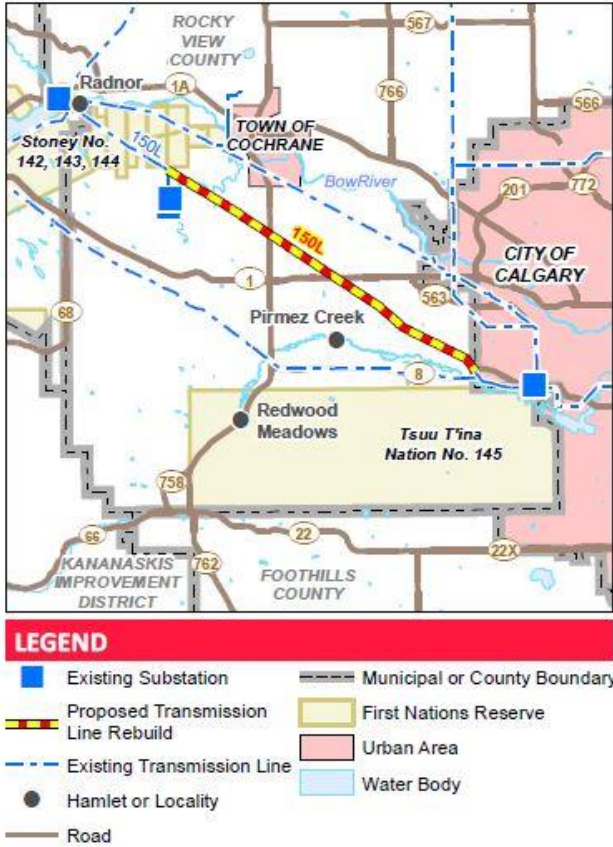 ROCKY
VIEW
COUNTY
567
Radnor
1A
766
566
Stoney No.
142, 143, 144
150L
TOWN OF
COCHRANE
BowRiver
201
772
150L
CITY OF
CALGARY
1
563
68
Pirmez Creek
8
Redwood
Meadows
Tsuu T'ina
Nation No. 145
758
66
22
22X
762
KANANASKIS
IMPROVEMENT
DISTRICT
FOOTHILLS
COUNTY
LEGEND
Existing Substation
Proposed Transmission
Line Rebuild
Existing Transmission Line
Hamlet or Locality
Road
Municipal or County Boundary
First Nations Reserve
Urban Area
Water Body